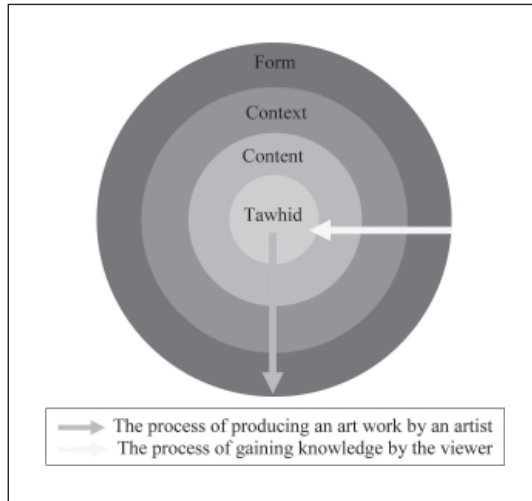 Form
Context
Content
Tawhid
The process of producing an art work by an artist
The process of gaining knowledge by the viewer